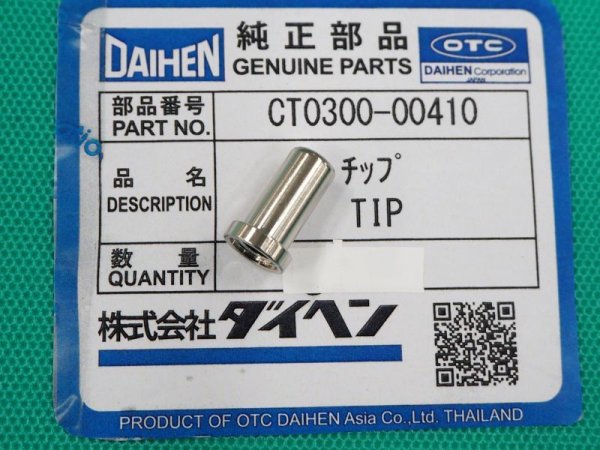 DAIHEN
純正部品
GENUINE PARTS
OTC
DAIHEN Corporation
JAPAN
部品番号
PART NO.
CT0300-00410
品 名
DESCRIPTION
チップ
TIP
数 量
QUANTITY
株式会社ダイヘン
PRODUCT OF OTC DAIHEN Asia Co.,Ltd. THAILAND